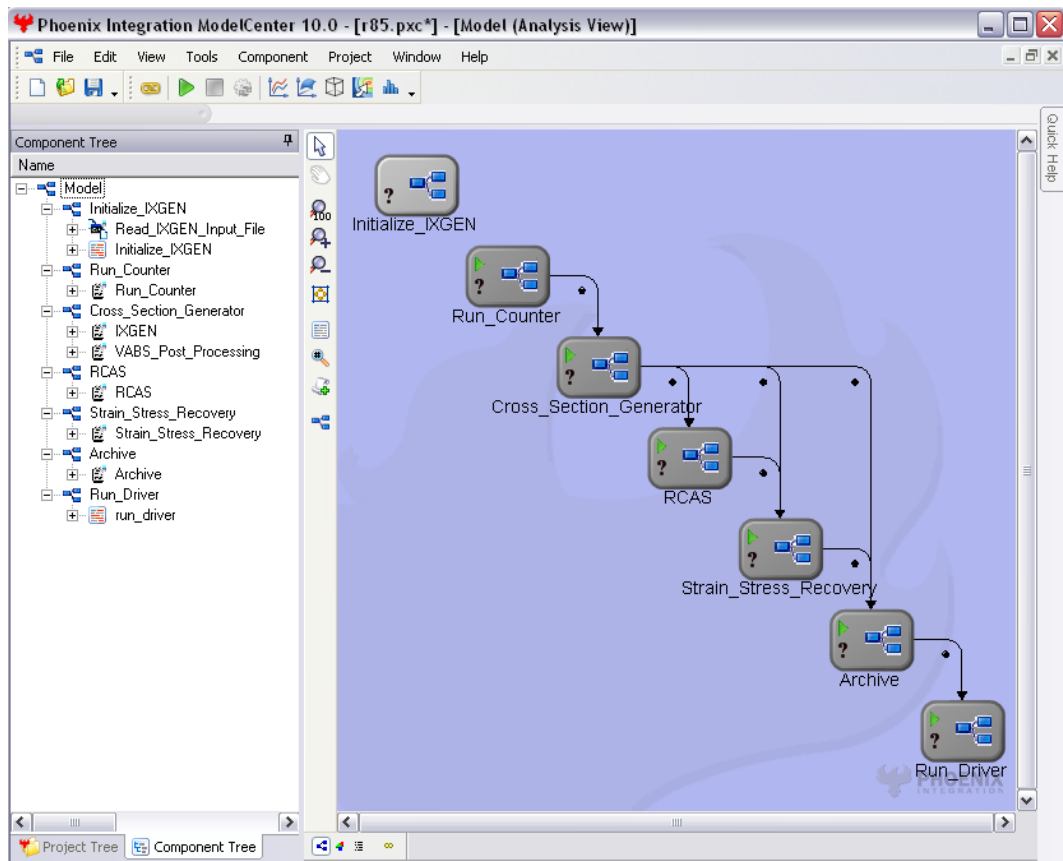 Phoenix Integration ModelCenter 10.0 - [r85.pxc*] - [Model (Analysis View)]
File Edit View Tools Component Project Window Help
Component Tree
Name
Model
Initialize_IXGEN
Read_IXGEN_Input_File
Initialize_IXGEN
Run_Counter
Run_Counter
Cross_Section_Generator
IXGEN
VABS_Post_Processing
RCAS
RCAS
Strain_Stress_Recovery
Strain_Stress_Recovery
Archive
Archive
Run_Driver
run_driver
Project Tree
Component Tree
100
?
Initialize_IXGEN
?
Run_Counter
?
Cross_Section_Generator
?
RCAS
?
Strain_Stress_Recovery
?
Archive
?
Run_Driver
PHOENIX
INTEGRATION
Quick Help